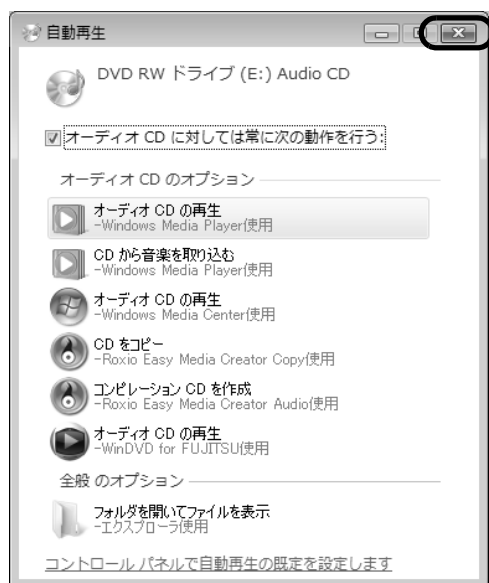 自動再生
DVD RW ドライブ (E:) Audio CD
オーディオ CD に対しては常に次の動作を行う:
オーディオ CD のオプション
オーディオ CD の再生
-Windows Media Player使用
CD から音楽を取り込む
-Windows Media Player使用
オーディオ CD の再生
-Windows Media Center使用
CD をコピー
-Roxio Easy Media Creator Copy使用
コンピレーション CD を作成
-Roxio Easy Media Creator Audio使用
オーディオ CD の再生
-WinDVD for FUJITSU使用
全般 のオプション
フォルダを開いてファイルを表示
-エクスプローラ使用
コントロール パネルで自動再生の既定を設定します